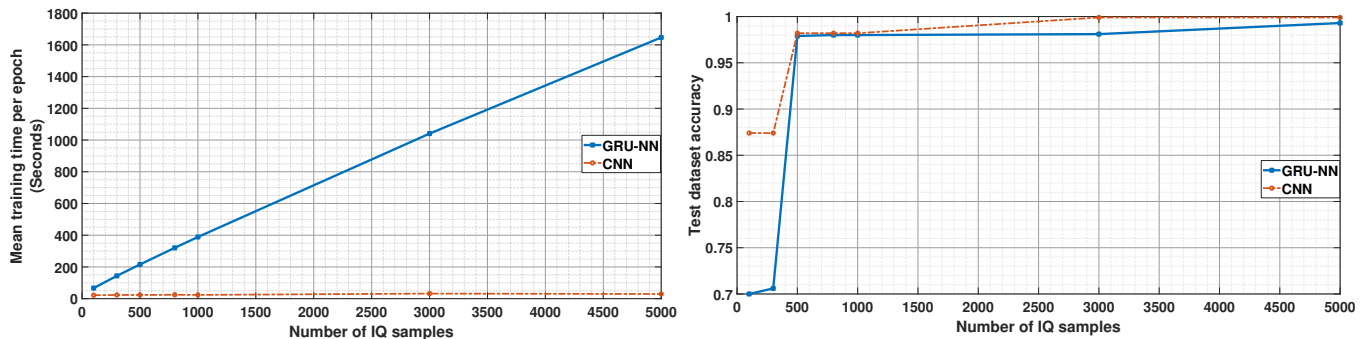 Mean training time per epoch
(Seconds)
1800
1600
1400
1200
1000
800
600
400
200
0
0 500 1000 1500 2000 2500 3000 3500 4000 4500 5000
Number of IQ samples
GRU-NN
CNN
Test dataset accuracy
1
0.95
0.9
0.85
0.8
0.75
0.7
0 500 1000 1500 2000 2500 3000 3500 4000 4500 5000
Number of IQ samples
GRU-NN
CNN